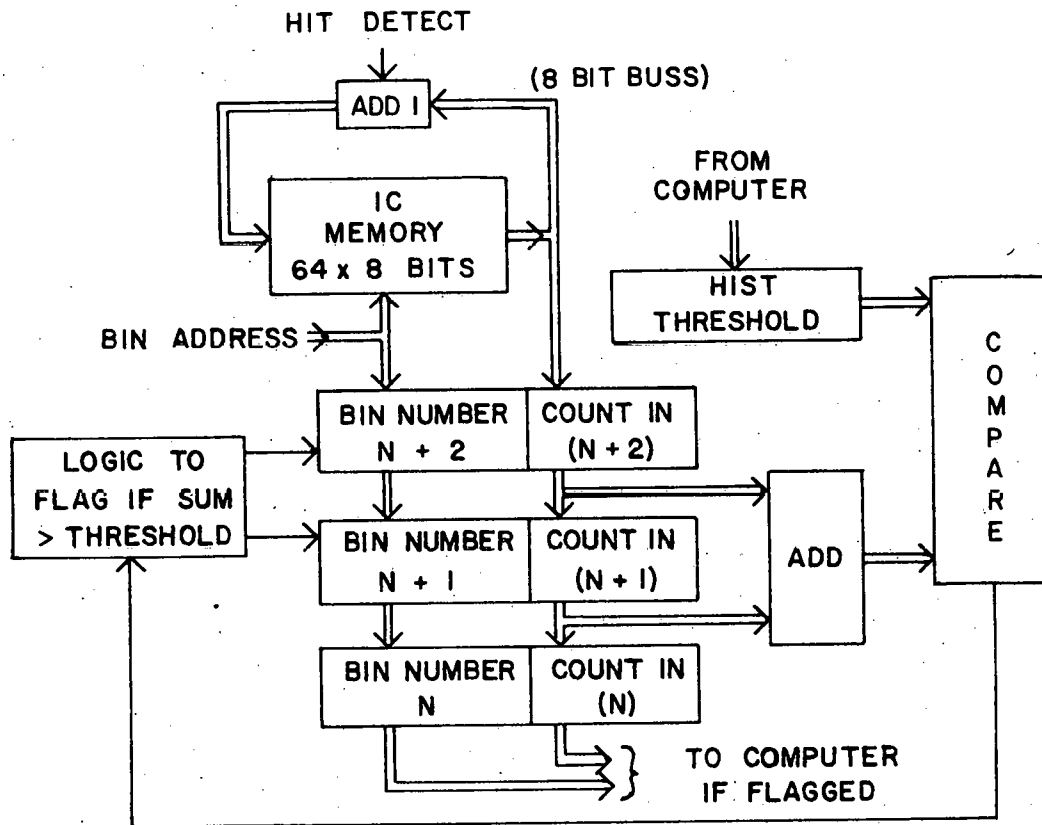 HIT DETECT
(8 BIT BUSS)
ADD 1
FROM
COMPUTER
IC
MEMORY
64 x 8 BITS
HIST
THRESHOLD
BIN ADDRESS
COMPARE
BIN NUMBER
N + 2
COUNT IN
(N + 2)
LOGIC TO
FLAG IF SUM
> THRESHOLD
BIN NUMBER
N + 1
COUNT IN
(N + 1)
ADD
BIN NUMBER
N
COUNT IN
(N)
TO COMPUTER
IF FLAGGED